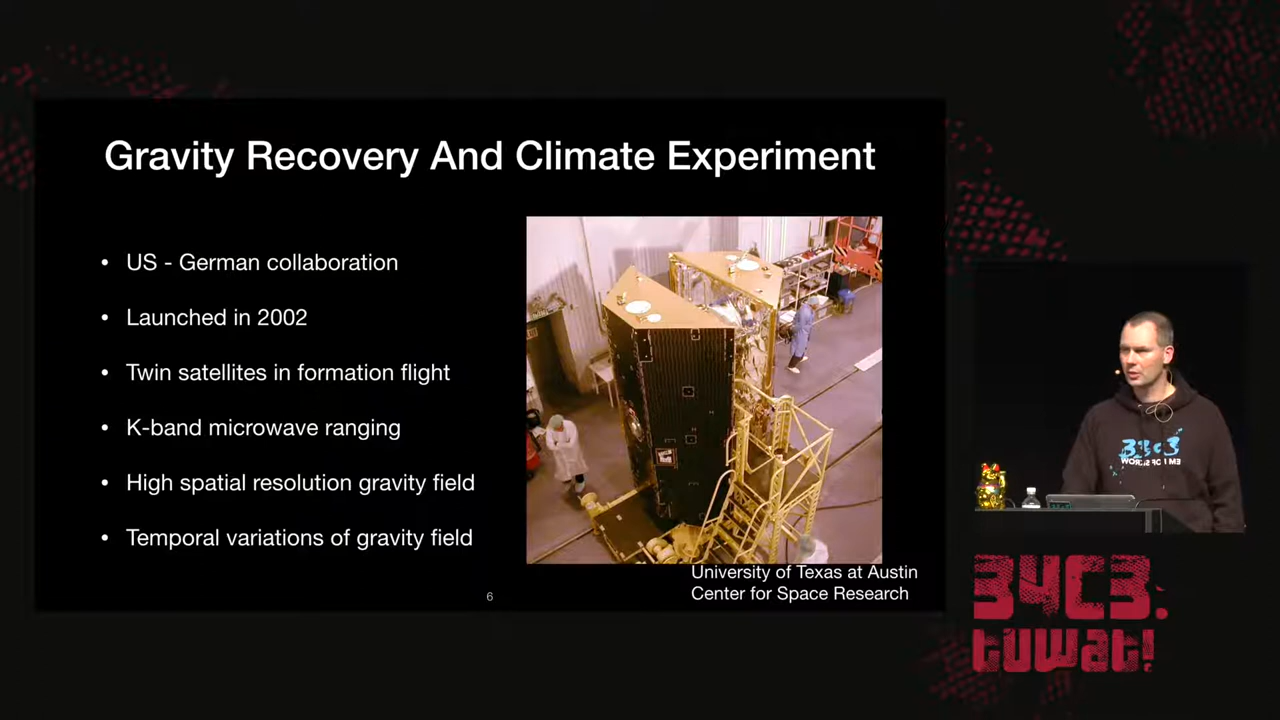 Gravity Recovery And Climate Experiment
• US - German collaboration
• Launched in 2002
• Twin satellites in formation flight
• K-band microwave ranging
• High spatial resolution gravity field
• Temporal variations of gravity field
University of Texas at Austin
Center for Space Research
6
34C3:
tuwat!